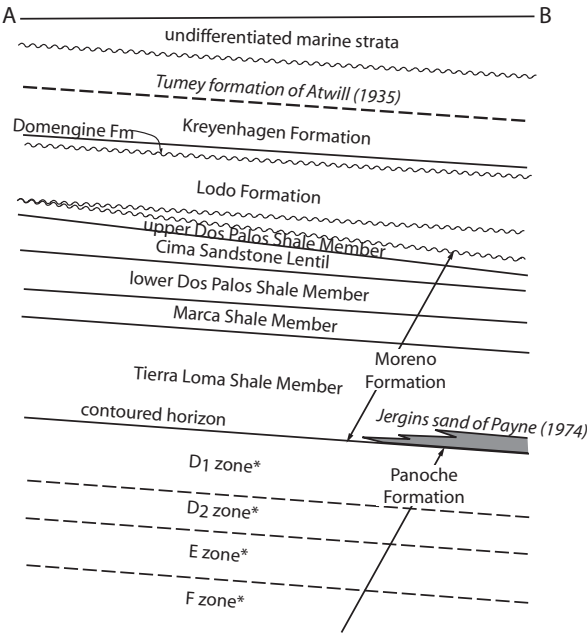 A B
undifferentiated marine strata
Tumey formation of Atwill (1935)
Domengine Fm
Kreyenhagen Formation
Lodo Formation
upper Dos Palos Shale Member
Cima Sandstone Lentil
lower Dos Palos Shale Member
Marca Shale Member
Moreno
Formation
Tierra Loma Shale Member
contoured horizon
Jergins sand of Payne (1974)
D1 zone*
Panoche
Formation
D2 zone*
E zone*
F zone*